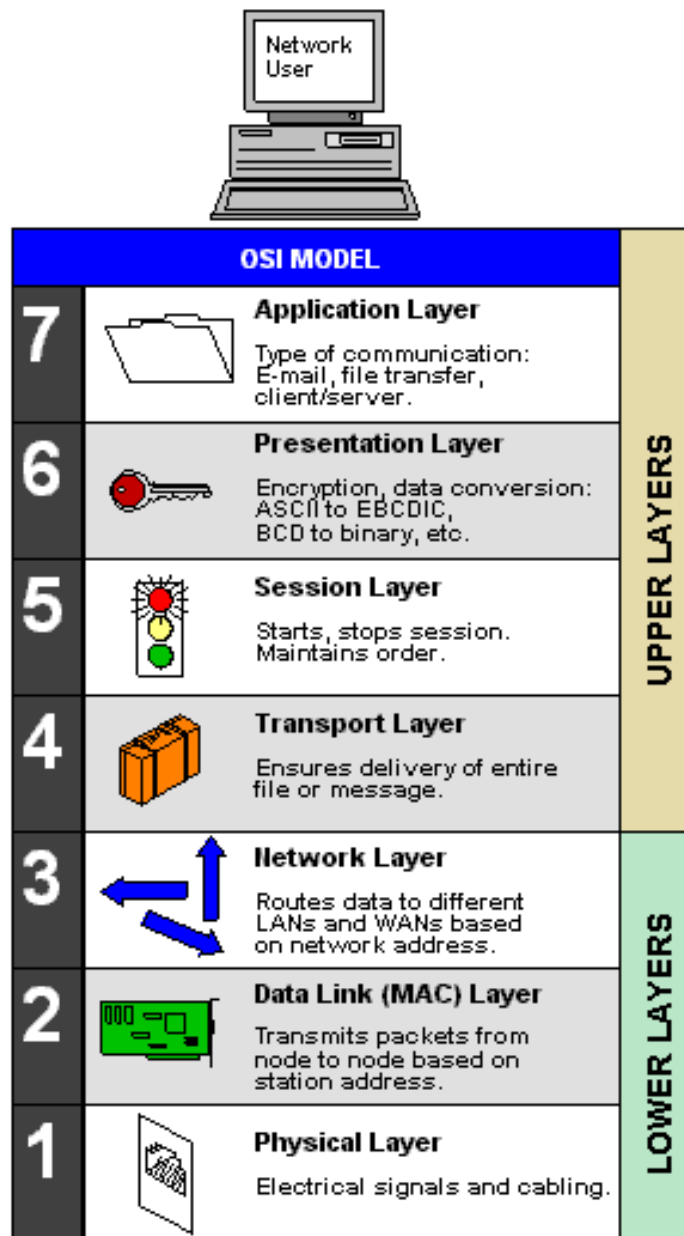 Network
User
OSI MODEL
7
Application Layer
Type of communication:
E-mail, file transfer,
client/server.
6
Presentation Layer
Encryption, data conversion:
ASCII to EBCDIC,
BCD to binary, etc.
5
Session Layer
Starts, stops session.
Maintains order.
4
Transport Layer
Ensures delivery of entire
file or message.
UPPER LAYERS
3
Network Layer
Routes data to different
LANs and WANs based
on network address.
2
Data Link (MAC) Layer
Transmits packets from
node to node based on
station address.
1
Physical Layer
Electrical signals and cabling.
LOWER LAYERS